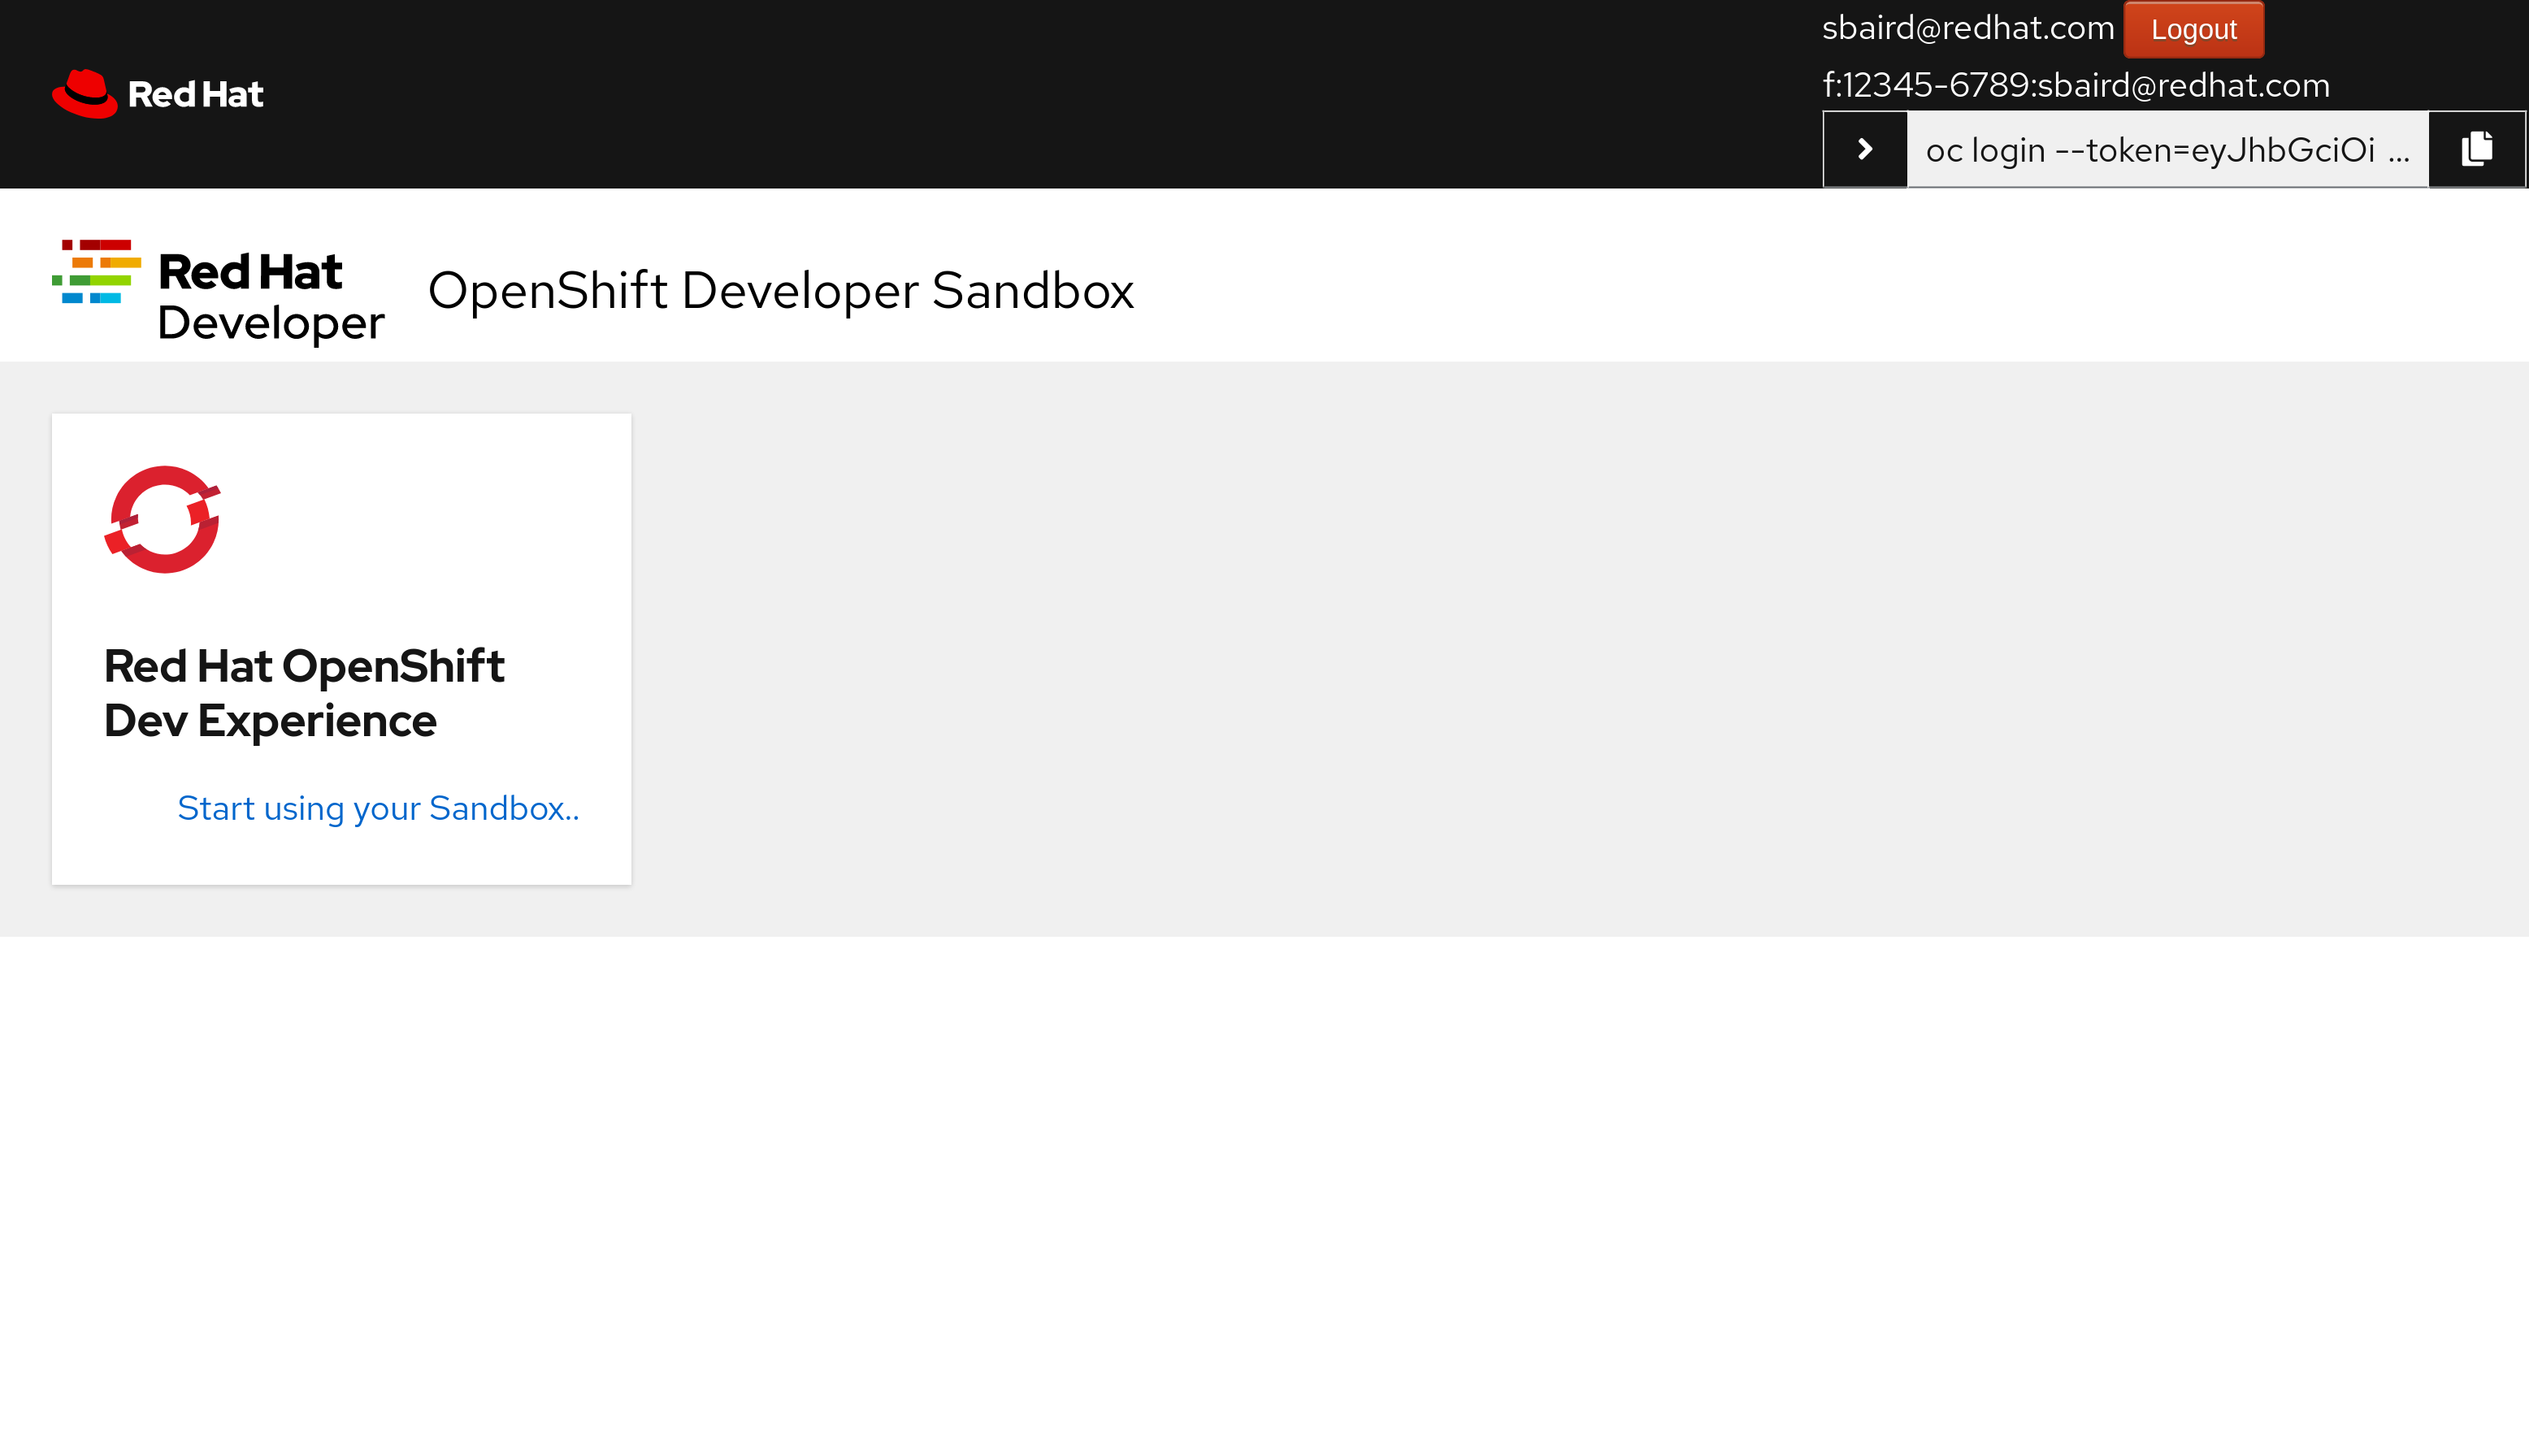 sbaird@redhat.com Logout
Red Hat
f:12345-6789:sbaird@redhat.com
oc login --token=eyJhbGciOi ...
Red Hat
Developer
OpenShift Developer Sandbox
Red Hat OpenShift
Dev Experience
Start using your Sandbox..